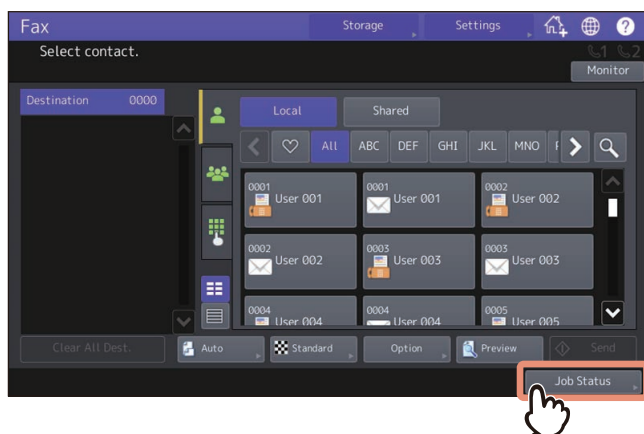 Fax Storage Settings
Select contact.
1 2
Monitor
Destination 0000
Local Shared
All ABC DEF GHI JKL MNO
0001 User 001
0001 User 001
0002 User 002
0002 User 002
0003 User 003
0003 User 003
0004 User 004
0004 User 004
0005 User 005
Clear All Dest. Auto Standard Option Preview Send
Job Status